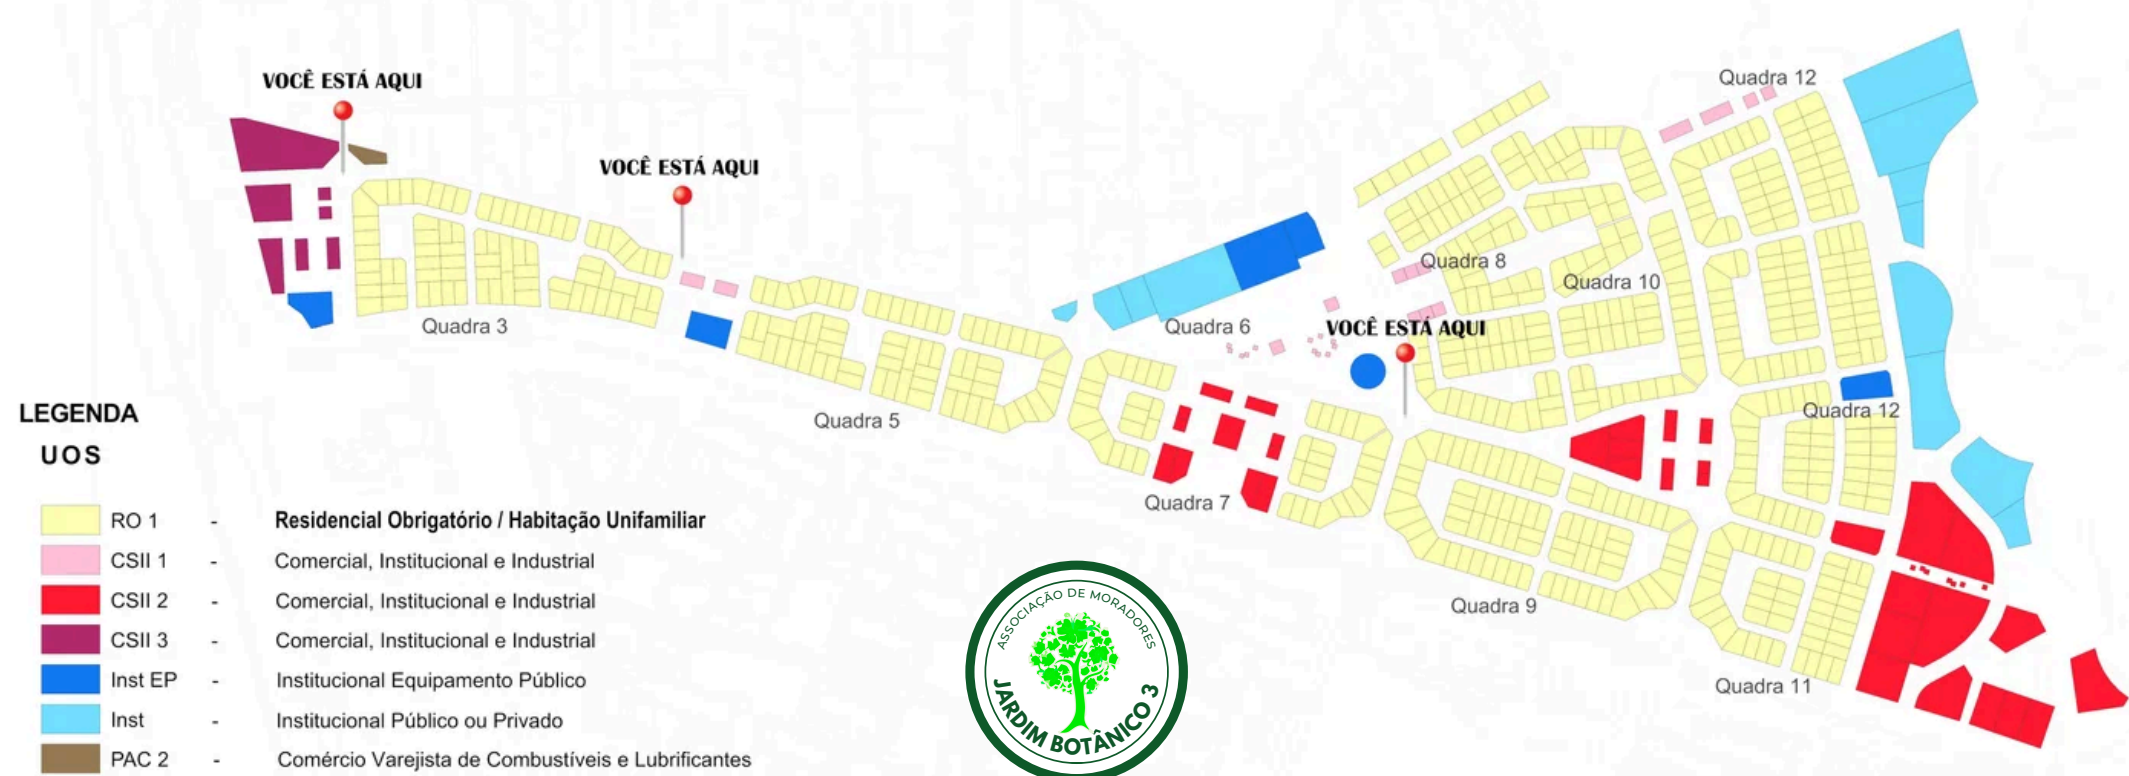 VOCÊ ESTÁ AQUI
Quadra 12
VOCÊ ESTÁ AQUI
Quadra 8
Quadra 10
Quadra 3
Quadra 6
VOCÊ ESTÁ AQUI
Quadra 5
Quadra 12
Quadra 7
Quadra 9
Quadra 11
LEGENDA
UOS
RO 1 - Residencial Obrigatório / Habitação Unifamiliar
CSII 1 - Comercial, Institucional e Industrial
CSII 2 - Comercial, Institucional e Industrial
CSII 3 - Comercial, Institucional e Industrial
Inst EP - Institucional Equipamento Público
Inst - Institucional Público ou Privado
PAC 2 - Comércio Varejista de Combustíveis e Lubrificantes
ASSOCIAÇÃO DE MORADORES
JARDIM BOTÂNICO 3